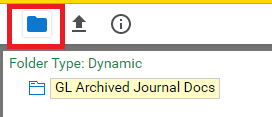 Folder Type: Dynamic
GL Archived Journal Docs